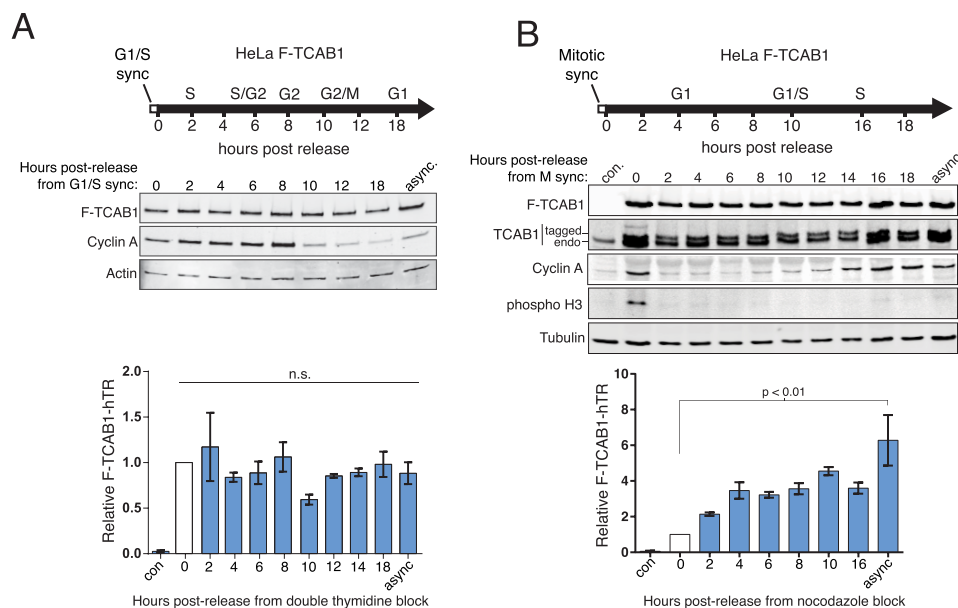 A
G1/S
sync
HeLa F-TCAB1
S S/G2 G2 G2/M G1
0 2 4 6 8 10 12 18
hours post release
Hours post-release
from G1/S sync:
0 2 4 6 8 10 12 18 async.
F-TCAB1
Cyclin A
Actin
Relative F-TCAB1-hTR
2.0
1.5
1.0
0.5
0.0
n.s.
con 0 2 4 6 8 10 12 14 18 async
Hours post-release from double thymidine block
B
Mitotic
sync
HeLa F-TCAB1
G1 G1/S S
0 2 4 6 8 10 16 18
hours post release
Hours post-release
from M sync:
con. 0 2 4 6 8 10 12 14 16 18 async
F-TCAB1
TCAB1 tagged
endo
Cyclin A
phospho H3
Tubulin
Relative F-TCAB1-hTR
10
8
6
4
2
0
p < 0.01
con 0 2 4 6 8 10 16 async
Hours post-release from nocodazole block